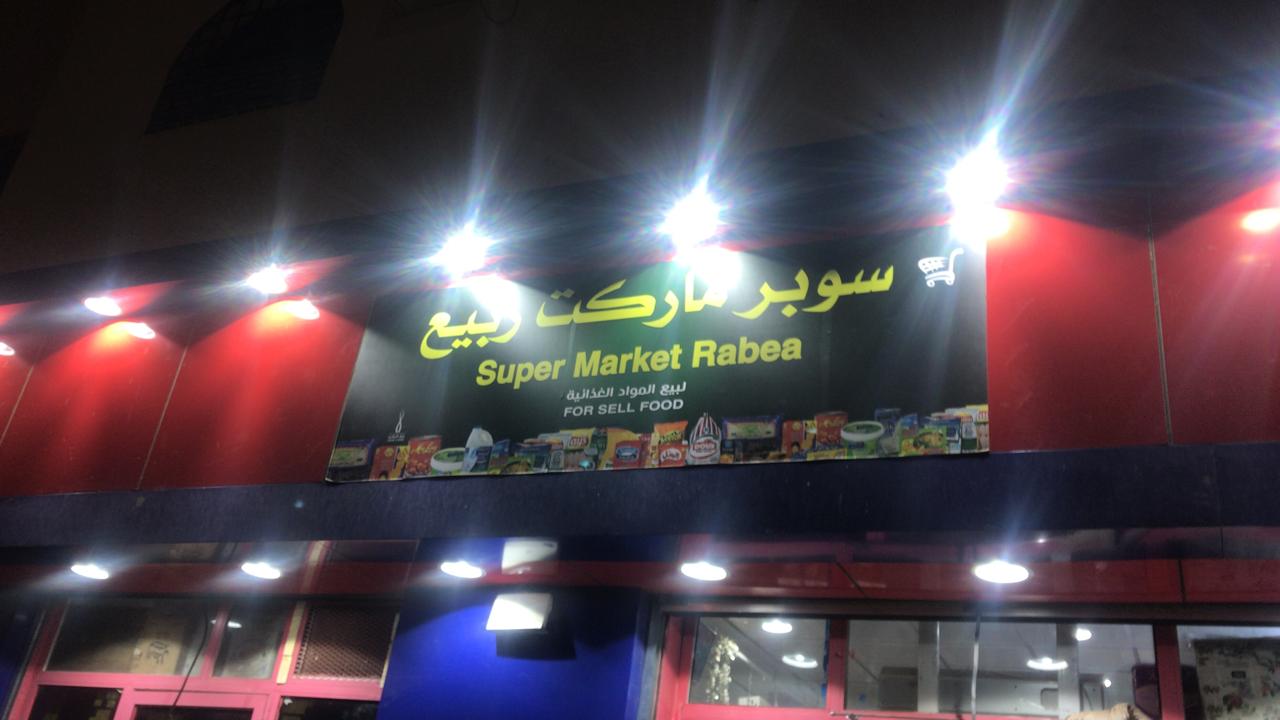 سوبر ماركت ربيع
Super Market Rabea
لبيع المواد الغذائية
FOR SELL FOOD